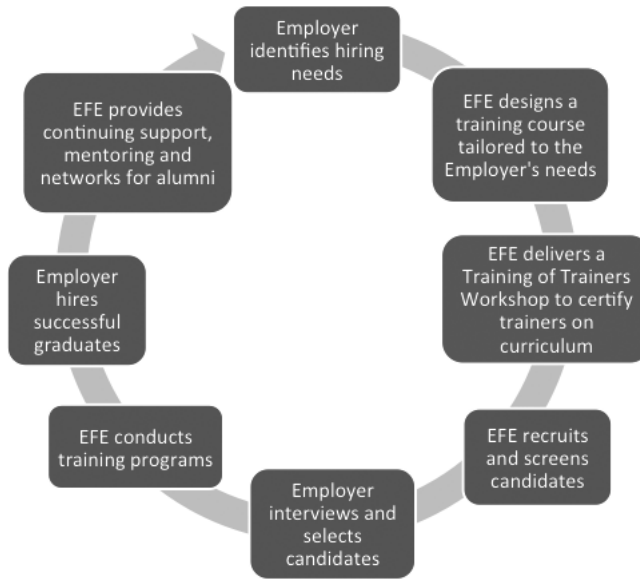 Employer
identifies hiring
needs
EFE designs a
training course
tailored to the
Employer's needs
EFE delivers a
Training of Trainers
Workshop to certify
trainers on
curriculum
EFE recruits
and screens
candidates
Employer
interviews and
selects
candidates
EFE conducts
training programs
Employer
hires
successful
graduates
EFE provides
continuing support,
mentoring and
networks for alumni